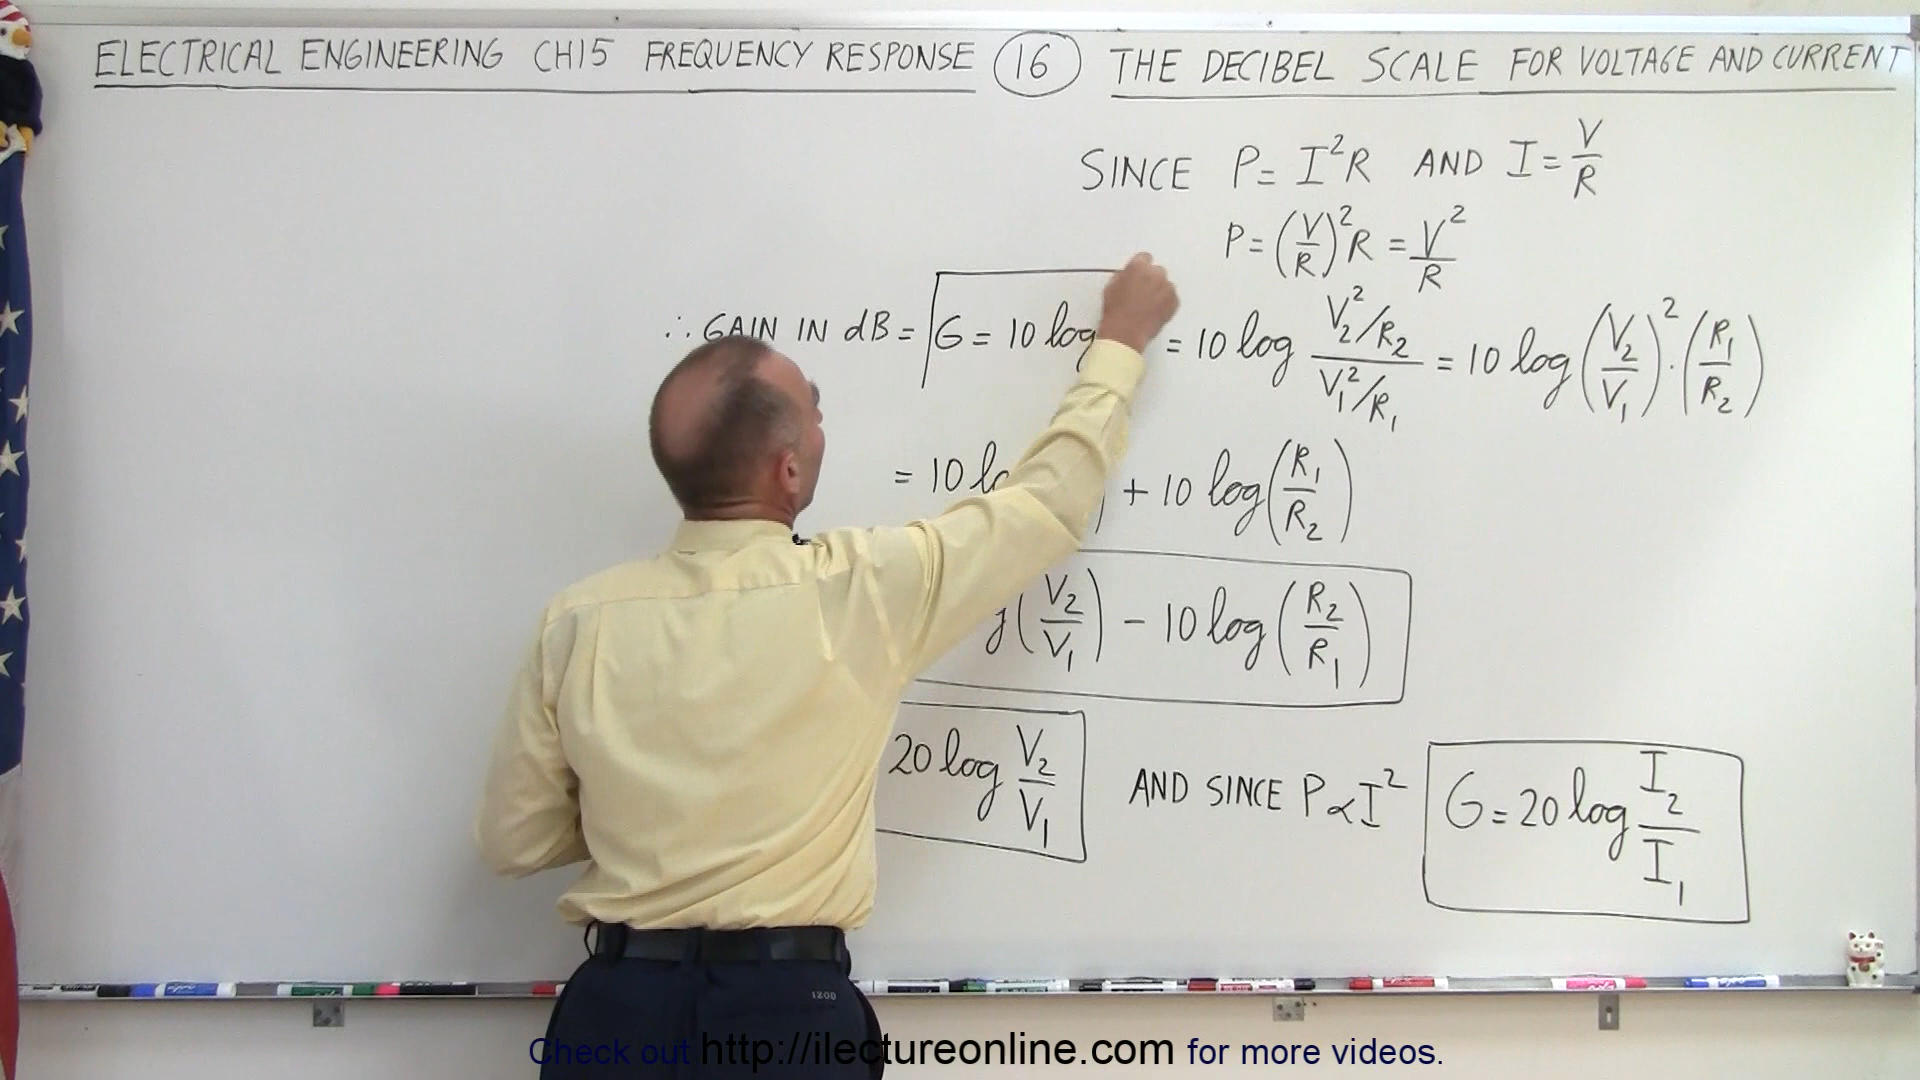 ELECTRICAL ENGINEERING CH15 FREQUENCY RESPONSE 16 THE DECIBEL SCALE FOR VOLTAGE AND CURRENT
SINCE P= I²R AND I = V/R
P = (V/R)²R = V²/R
∴ GAIN IN dB = G = 10 log = 10 log (V₂²/R₂)/(V₁²/R₁) = 10 log (V₂/V₁)² · (R₁/R₂)
= 10 + 10 log (R₁/R₂)
(V₂/V₁) - 10 log (R₂/R₁)
20 log V₂/V₁ AND SINCE P ∝ I² G = 20 log I₂/I₁
IZOD
Check out http://ilectureonline.com for more videos.